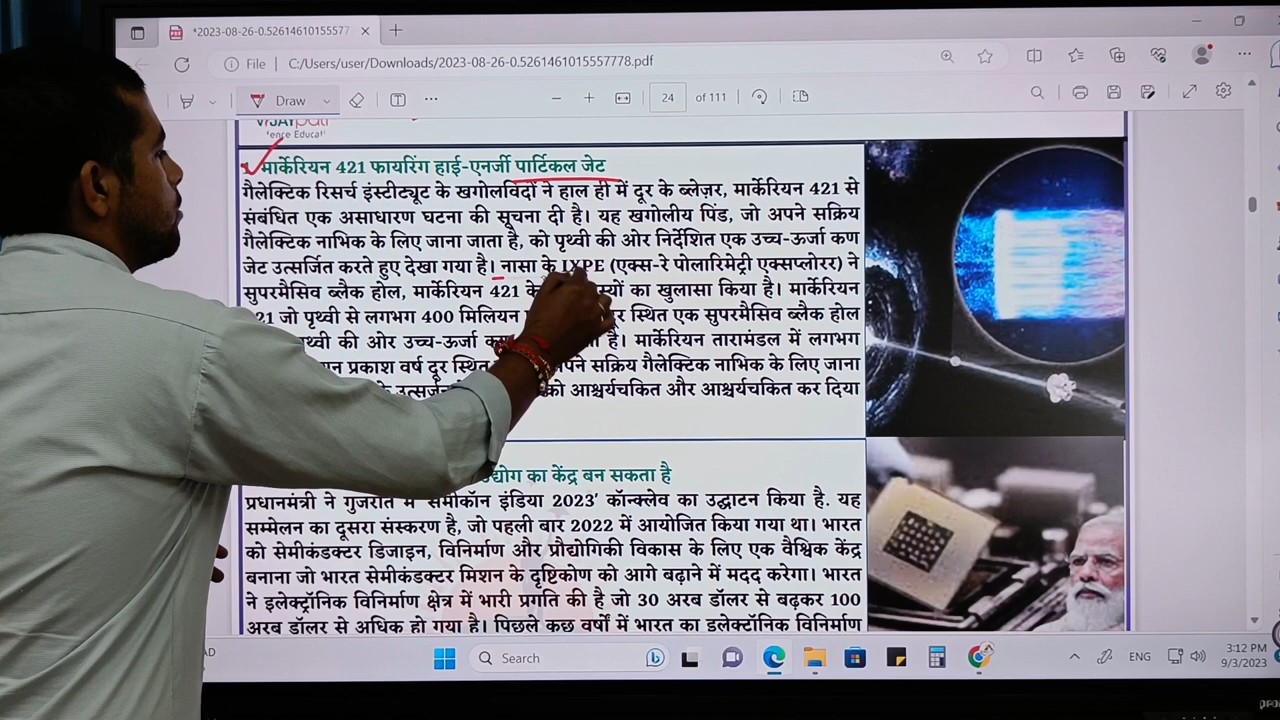 *2023-08-26-0.52614610155577
File C:/Users/user/Downloads/2023-08-26-0.5261461015557778.pdf
Draw 24 of 111
मार्केरियन 421 फायरिंग हाई-एनर्जी पार्टिकल जेट
गैलेक्टिक रिसर्च इंस्टीट्यूट के खगोलविदों ने हाल ही में दूर के ब्लेज़र, मार्केरियन 421 से
संबंधित एक असाधारण घटना की सूचना दी है। यह खगोलीय पिंड, जो अपने सक्रिय
गैलेक्टिक नाभिक के लिए जाना जाता है, को पृथ्वी की ओर निर्देशित एक उच्च-ऊर्जा कण
जेट उत्सर्जित करते हुए देखा गया है। नासा के IXPE (एक्स-रे पोलारिमेट्री एक्सप्लोरर) ने
सुपरमैसिव ब्लैक होल, मार्केरियन 421 के का खुलासा किया है। मार्केरियन
जो पृथ्वी से लगभग 400 मिलियन स्थित एक सुपरमैसिव ब्लैक होल
की ओर उच्च-ऊर्जा है। मार्केरियन तारामंडल में लगभग
प्रकाश वर्ष दूर स्थित सक्रिय गैलेक्टिक नाभिक के लिए जाना
को आश्चर्यचकित और आश्चर्यचकित कर दिया
का केंद्र बन सकता है
प्रधानमंत्री ने गुजरात में इंडिया 2023' कॉन्क्लेव का उद्घाटन किया है. यह
सम्मेलन का दूसरा संस्करण है, जो पहली बार 2022 में आयोजित किया गया था। भारत
को सेमीकंडक्टर डिजाइन, विनिर्माण और प्रौद्योगिकी विकास के लिए एक वैश्विक केंद्र
बनाना जो भारत सेमीकंडक्टर मिशन के दृष्टिकोण को आगे बढ़ाने में मदद करेगा। भारत
ने इलेक्ट्रॉनिक विनिर्माण क्षेत्र में भारी प्रगति की है जो 30 अरब डॉलर से बढ़कर 100
अरब डॉलर से अधिक हो गया है। पिछले कुछ वर्षों में भारत का इलेक्ट्रॉनिक विनिर्माण
Search ENG 3:12 PM
9/3/2023